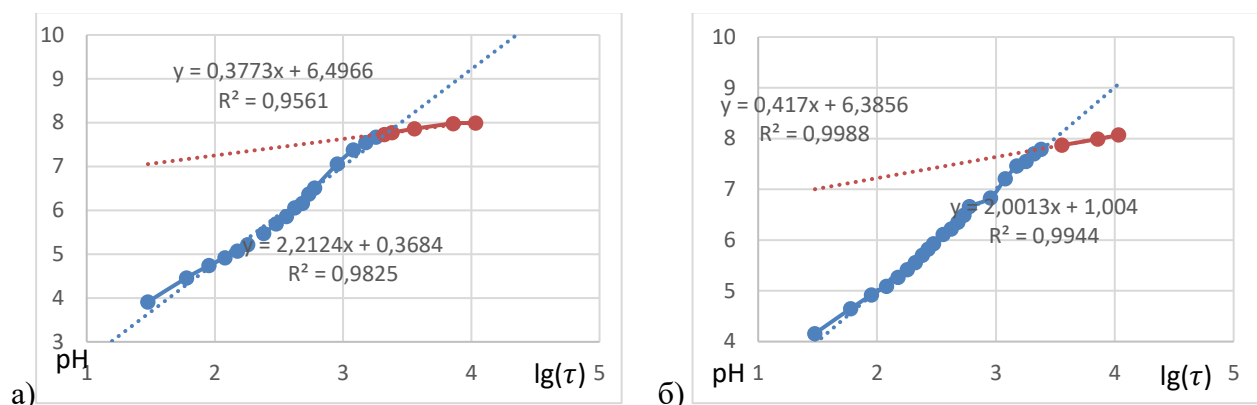 10
9
8
7
6
5
4
3
y = 0,3773x + 6,4966
R² = 0,9561
y = 2,2124x + 0,3684
R² = 0,9825
pH
1 2 3 4 5
lg(τ)
а)
10
9
8
7
6
5
4
y = 0,417x + 6,3856
R² = 0,9988
y = 2,0013x + 1,004
R² = 0,9944
pH
1 2 3 4 5
lg(τ)
б)